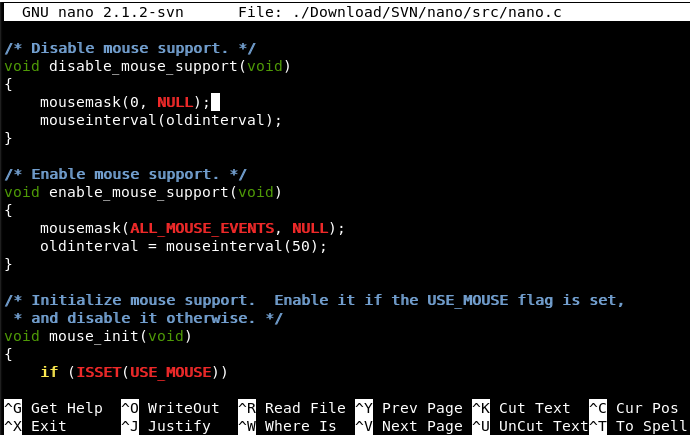 GNU nano 2.1.2-svn      File: ./Download/SVN/nano/src/nano.c
/* Disable mouse support. */
void disable_mouse_support(void)
{
    mousemask(0, NULL);
    mouseinterval(oldinterval);
}
/* Enable mouse support. */
void enable_mouse_support(void)
{
    mousemask(ALL_MOUSE_EVENTS, NULL);
    oldinterval = mouseinterval(50);
}
/* Initialize mouse support.  Enable it if the USE_MOUSE flag is set,
 * and disable it otherwise. */
void mouse_init(void)
{
    if (ISSET(USE_MOUSE))
^G Get Help  ^O WriteOut  ^R Read File ^Y Prev Page ^K Cut Text  ^C Cur Pos
^X Exit      ^J Justify   ^W Where Is  ^V Next Page ^U UnCut Text^T To Spell